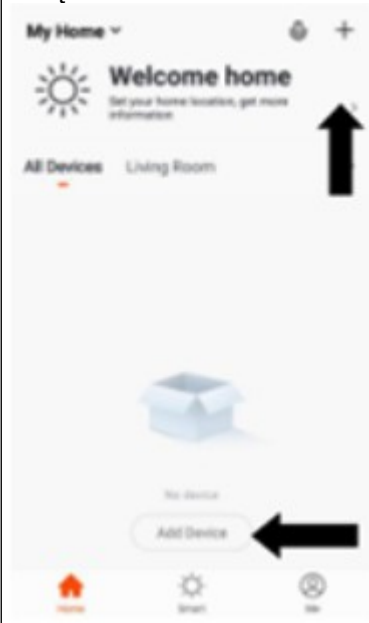 My Home
Welcome home
Set your home location, get more
information
All Devices Living Room
No device
Add Device
Home Smart Me